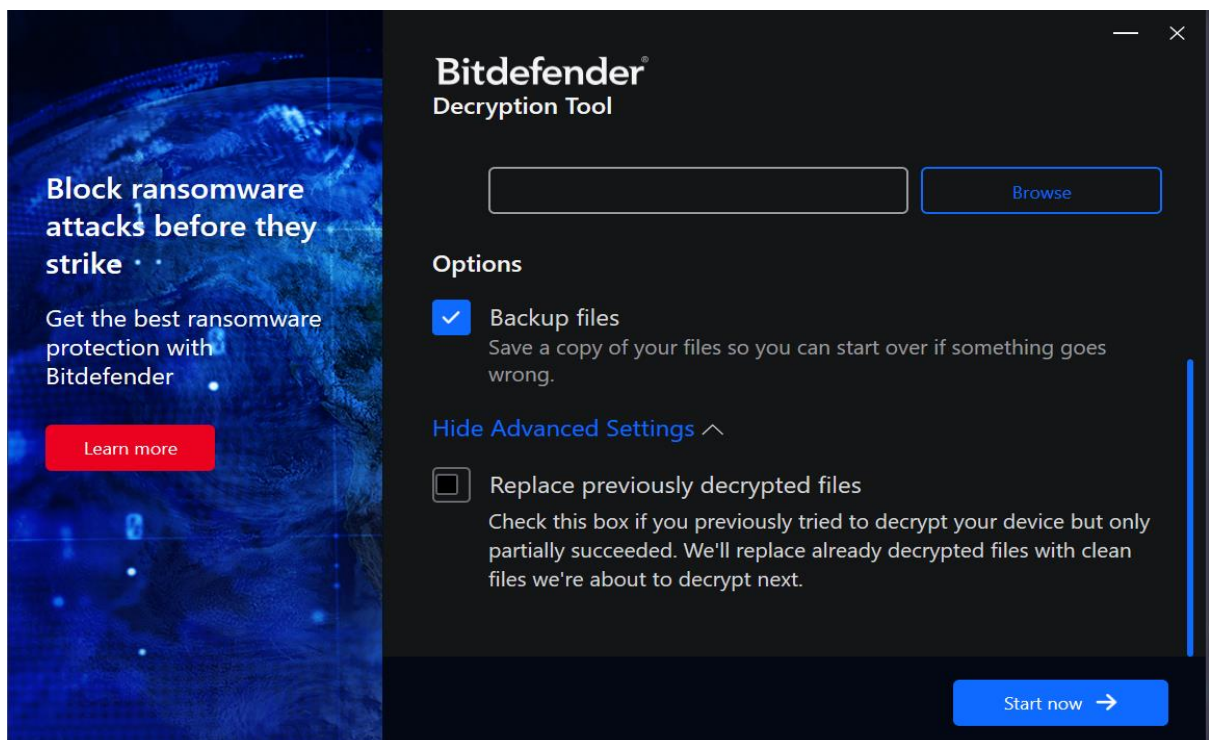 Block ransomware
attacks before they
strike
Get the best ransomware
protection with
Bitdefender
Learn more
Bitdefender®
Decryption Tool
Browse
Options
Backup files
Save a copy of your files so you can start over if something goes
wrong.
Hide Advanced Settings
Replace previously decrypted files
Check this box if you previously tried to decrypt your device but only
partially succeeded. We'll replace already decrypted files with clean
files we're about to decrypt next.
Start now